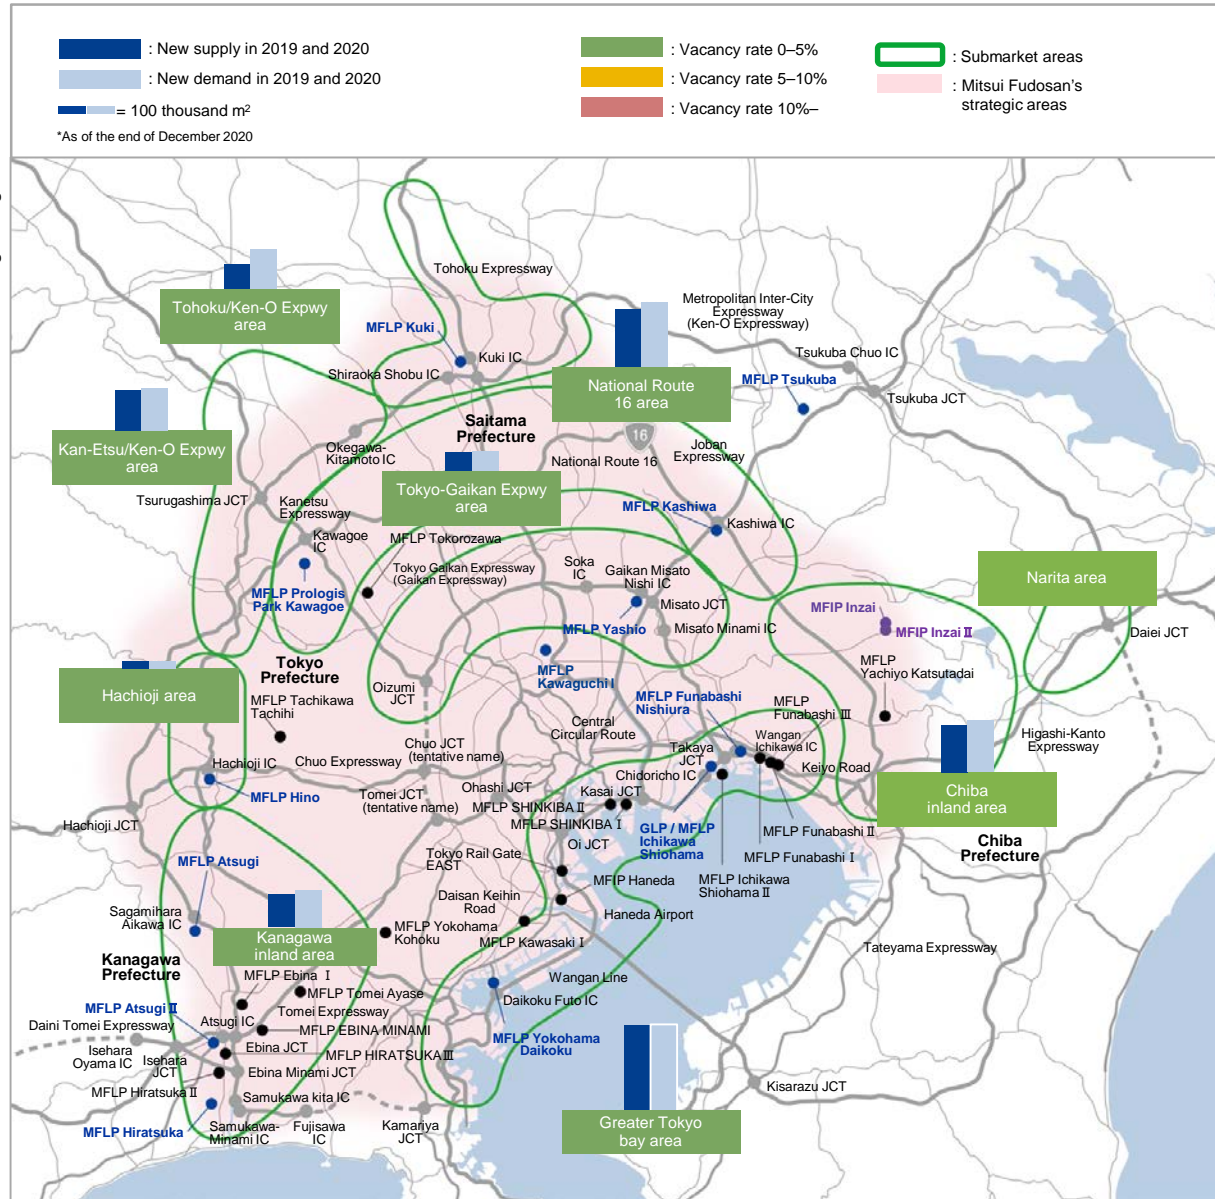 : New supply in 2019 and 2020
: New demand in 2019 and 2020
= 100 thousand m²
*As of the end of December 2020
: Vacancy rate 0–5%
: Vacancy rate 5–10%
: Vacancy rate 10%–
: Submarket areas
: Mitsui Fudosan's
strategic areas
Tohoku Expressway
Tohoku/Ken-O Expwy
area
MFLP Kuki
Kuki IC
Shiraoka Shobu IC
Metropolitan Inter-City
Expressway
(Ken-O Expressway)
Tsukuba Chuo IC
MFLP Tsukuba
Tsukuba JCT
National Route
16 area
16
National Route 16
Joban
Expressway
Saitama
Prefecture
Okegawa-
Kitamoto IC
Kan-Etsu/Ken-O Expwy
area
Tokyo-Gaikan Expwy
area
Tsurugashima JCT
Kanetsu
Expressway
Kawagoe
IC
MFLP Tokorozawa
MFLP Kashiwa
Kashiwa IC
MFLP Prologis
Park Kawagoe
Tokyo Gaikan Expressway
(Gaikan Expressway)
Soka
IC
Gaikan Misato
Nishi IC
Misato JCT
MFLP Yashio
Misato Minami IC
Narita area
MFIP Inzai
MFIP Inzai Ⅱ
Daiei JCT
MFLP
Yachiyo Katsutadai
Tokyo
Prefecture
Oizumi
JCT
MFLP
Kawaguchi Ⅰ
Hachioji area
MFLP Tachikawa
Tachihi
MFLP Funabashi
Nishiura
MFLP
Funabashi Ⅲ
Central
Circular Route
Takaya
JCT
Wangan
Ichikawa IC
Keiyo Road
Higashi-Kanto
Expressway
Chuo JCT
(tentative name)
Chuo Expressway
Hachioji IC
MFLP Hino
Tomei JCT
(tentative name)
Ohashi JCT
Kasai JCT
Chidoricho IC
MFLP SHINKIBA Ⅱ
MFLP SHINKIBA Ⅰ
Chiba
inland area
Hachioji JCT
Oi JCT
GLP / MFLP
Ichikawa
Shiohama
MFLP Funabashi Ⅱ
MFLP Funabashi Ⅰ
Chiba
Prefecture
MFLP Atsugi
Tokyo Rail Gate
EAST
MFIP Haneda
MFLP Ichikawa
Shiohama Ⅱ
Daisan Keihin
Road
Haneda Airport
Sagamihara
Aikawa IC
Kanagawa
inland area
MFLP Yokohama
Kohoku
MFLP Kawasaki Ⅰ
Tateyama Expressway
Kanagawa
Prefecture
MFLP Ebina Ⅰ
MFLP Tomei Ayase
Wangan Line
Daikoku Futo IC
MFLP Atsugi Ⅱ
Tomei Expressway
Atsugi IC
MFLP EBINA MINAMI
Daini Tomei Expressway
Isehara
Oyama IC
Isehara
JCT
Ebina JCT
MFLP HIRATSUKA Ⅲ
MFLP Yokohama
Daikoku
Ebina Minami JCT
MFLP Hiratsuka Ⅱ
Samukawa kita IC
MFLP Hiratsuka
Samukawa-
Minami IC
Fujisawa
IC
Kamariya
JCT
Kisarazu JCT
Greater Tokyo
bay area